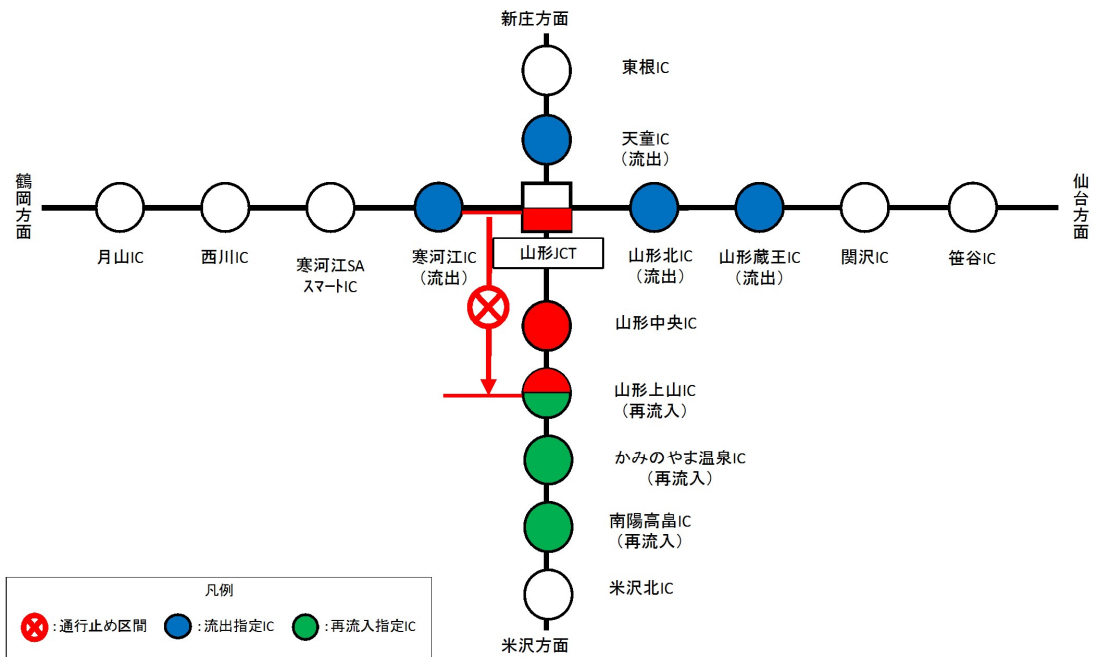 新庄方面
東根IC
天童IC
(流出)
鶴岡方面
仙台方面
月山IC
西川IC
寒河江SA
スマートIC
寒河江IC
(流出)
山形JCT
山形北IC
(流出)
山形蔵王IC
(流出)
関沢IC
笹谷IC
山形中央IC
山形上山IC
(再流入)
かみのやま温泉IC
(再流入)
南陽高畠IC
(再流入)
米沢北IC
米沢方面
凡例
:通行止め区間
:流出指定IC
:再流入指定IC